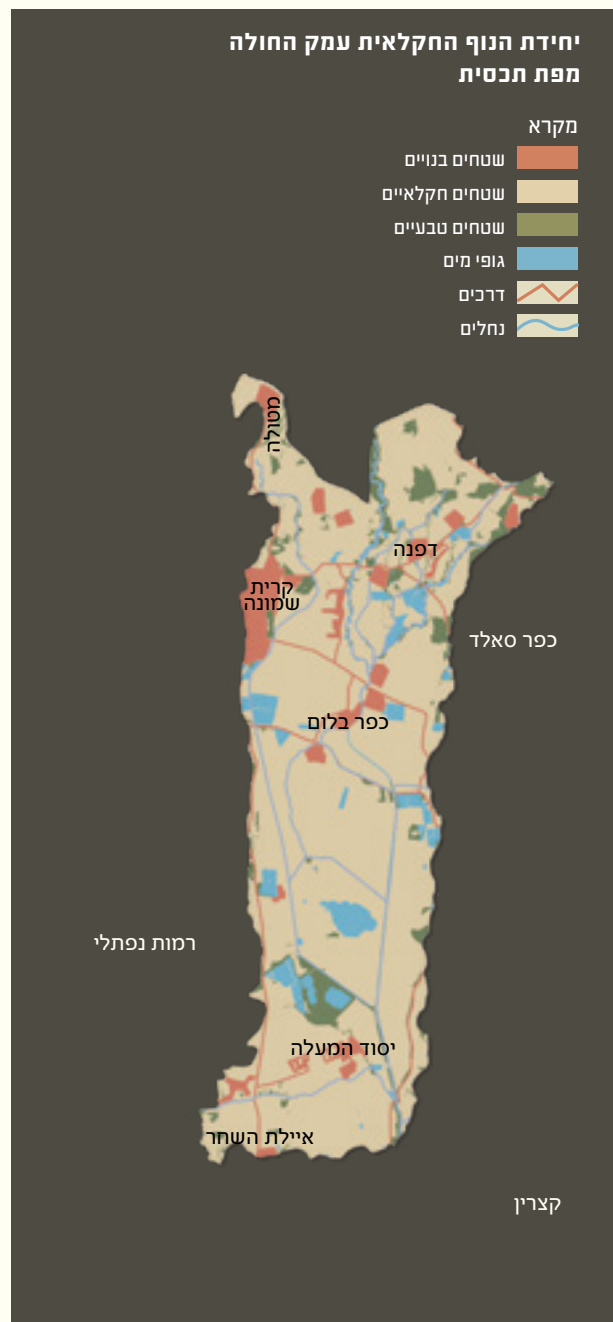 יחידת הנוף החקלאית עמק החולה
מפת תכסית
מקרא
שטחים בנויים
שטחים חקלאיים
שטחים טבעיים
גופי מים
דרכים
נחלים
מטולה
דפנה
קרית
שמונה
כפר סאלד
כפר בלום
רמות נפתלי
יסוד המעלה
איילת השחר
קצרין